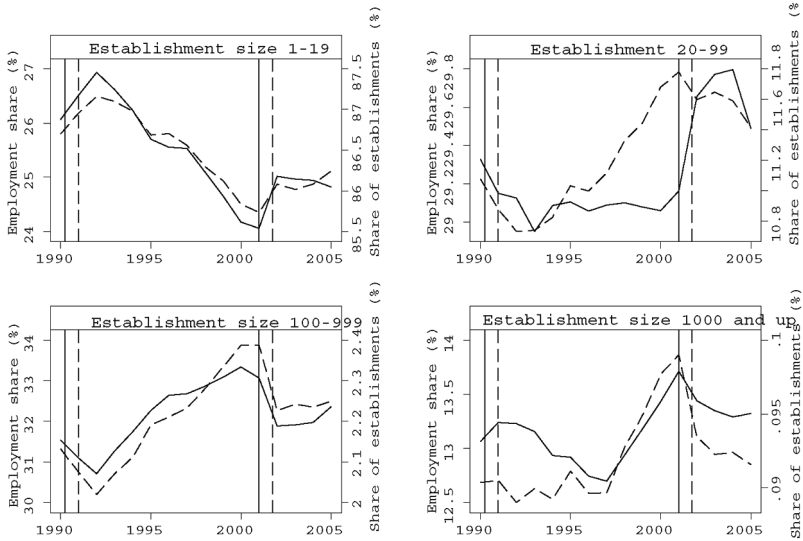 Establishment size 1-19
Employment share (%)
24 25 26 27
Share of establishments (%)
85.5 86 86.5 87 87.5
1990 1995 2000 2005
Establishment 20-99
Employment share (%)
29 29.2 29.4 29.6 29.8
Share of establishments (%)
10.8 11.2 11.6 11.8
1990 1995 2000 2005
Establishment size 100-999
Employment share (%)
30 31 32 33 34
Share of establishments (%)
2 2.1 2.2 2.3 2.4
1990 1995 2000 2005
Establishment size 1000 and up
Employment share (%)
12.5 13 13.5 14
Share of establishments (%)
.09 .095 .1
1990 1995 2000 2005